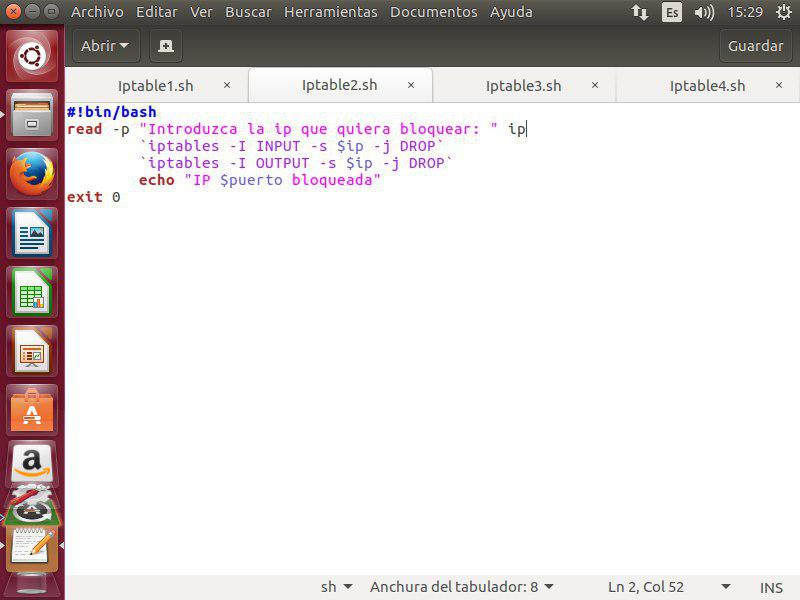 Archivo Editar Ver Buscar Herramientas Documentos Ayuda Es 15:29
Abrir Guardar
Iptable1.sh × Iptable2.sh × Iptable3.sh × Iptable4.sh ×
#!bin/bash
read -p "Introduzca la ip que quiera bloquear: " ip
`iptables -I INPUT -s $ip -j DROP`
`iptables -I OUTPUT -s $ip -j DROP`
echo "IP $puerto bloqueada"
exit 0
a
sh Anchura del tabulador: 8 Ln 2, Col 52 INS